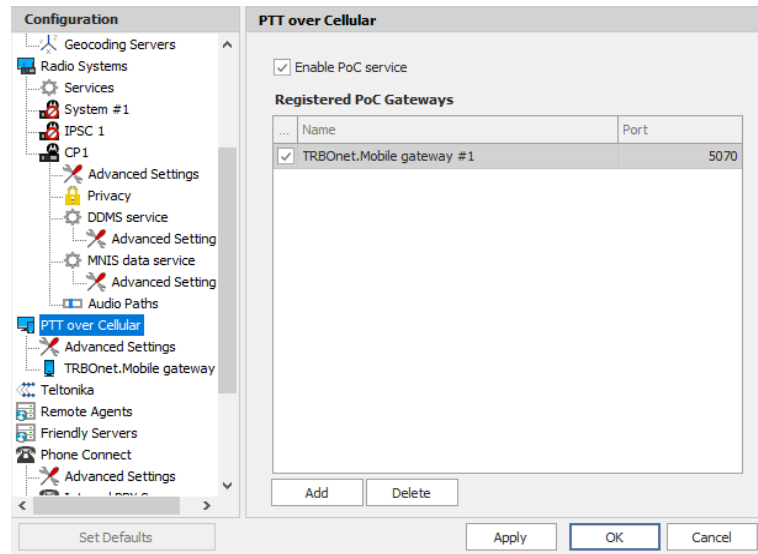 Configuration
Geocoding Servers
Radio Systems
Services
System #1
IPSC 1
CP1
Advanced Settings
Privacy
DDMS service
Advanced Setting
MNIS data service
Advanced Setting
Audio Paths
PTT over Cellular
Advanced Settings
TRBOnet.Mobile gateway
Teltonika
Remote Agents
Friendly Servers
Phone Connect
Advanced Settings
Set Defaults
PTT over Cellular
Enable PoC service
Registered PoC Gateways
... Name Port
TRBOnet.Mobile gateway #1 5070
Add Delete
Apply OK Cancel